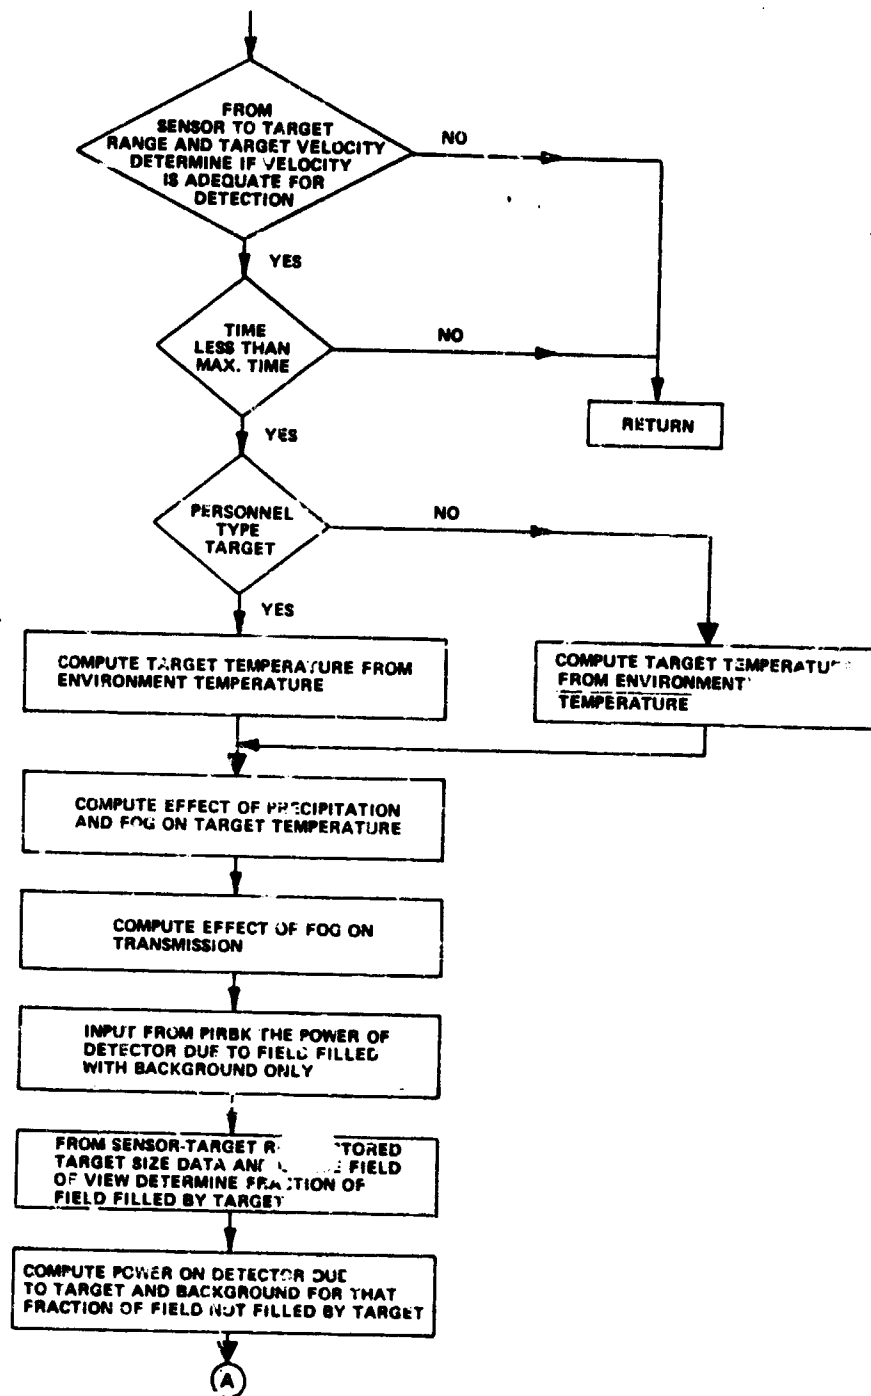 FROM
SENSOR TO TARGET
RANGE AND TARGET VELOCITY
DETERMINE IF VELOCITY
IS ADEQUATE FOR
DETECTION
NO
YES
TIME
LESS THAN
MAX. TIME
NO
RETURN
YES
PERSONNEL
TYPE
TARGET
NO
YES
COMPUTE TARGET TEMPERATURE FROM
ENVIRONMENT TEMPERATURE
COMPUTE TARGET TEMPERATURE
FROM ENVIRONMENT
TEMPERATURE
COMPUTE EFFECT OF PRECIPITATION
AND FOG ON TARGET TEMPERATURE
COMPUTE EFFECT OF FOG ON
TRANSMISSION
INPUT FROM PIRBK THE POWER OF
DETECTOR DUE TO FIELD FILLED
WITH BACKGROUND ONLY
FROM SENSOR-TARGET
TARGET SIZE DATA AND FIELD
OF VIEW DETERMINE FRACTION OF
FIELD FILLED BY TARGET
COMPUTE POWER ON DETECTOR DUE
TO TARGET AND BACKGROUND FOR THAT
FRACTION OF FIELD NOT FILLED BY TARGET
A